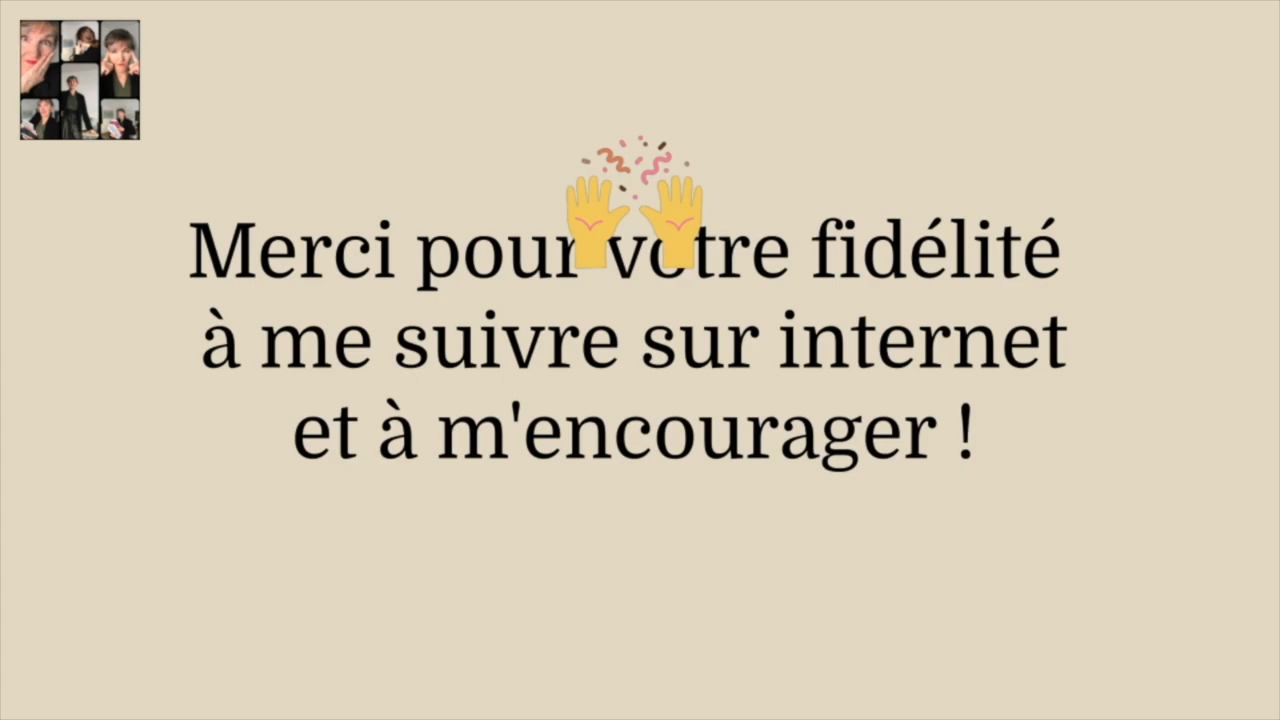 Merci pour votre fidélité
à me suivre sur internet
et à m'encourager !